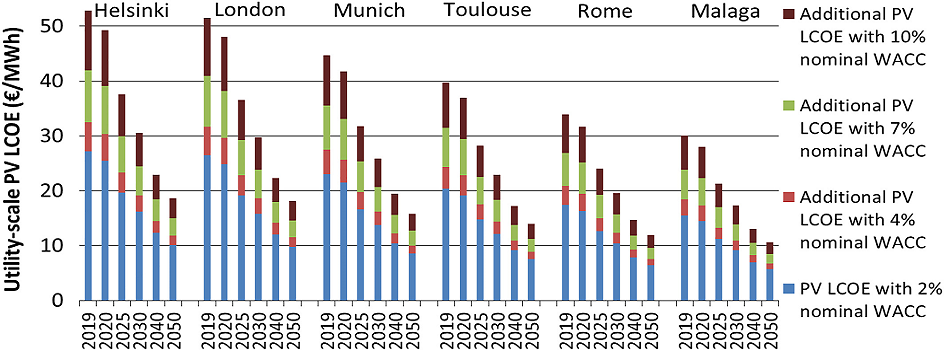 Helsinki London Munich Toulouse Rome Malaga
Utility-scale PV LCOE (€/MWh)
50
40
30
20
10
0
2019 2020 2025 2030 2040 2050 2019 2020 2025 2030 2040 2050 2019 2020 2025 2030 2040 2050 2019 2020 2025 2030 2040 2050 2019 2020 2025 2030 2040 2050 2019 2020 2025 2030 2040 2050
Additional PV
LCOE with 10%
nominal WACC
Additional PV
LCOE with 7%
nominal WACC
Additional PV
LCOE with 4%
nominal WACC
PV LCOE with 2%
nominal WACC